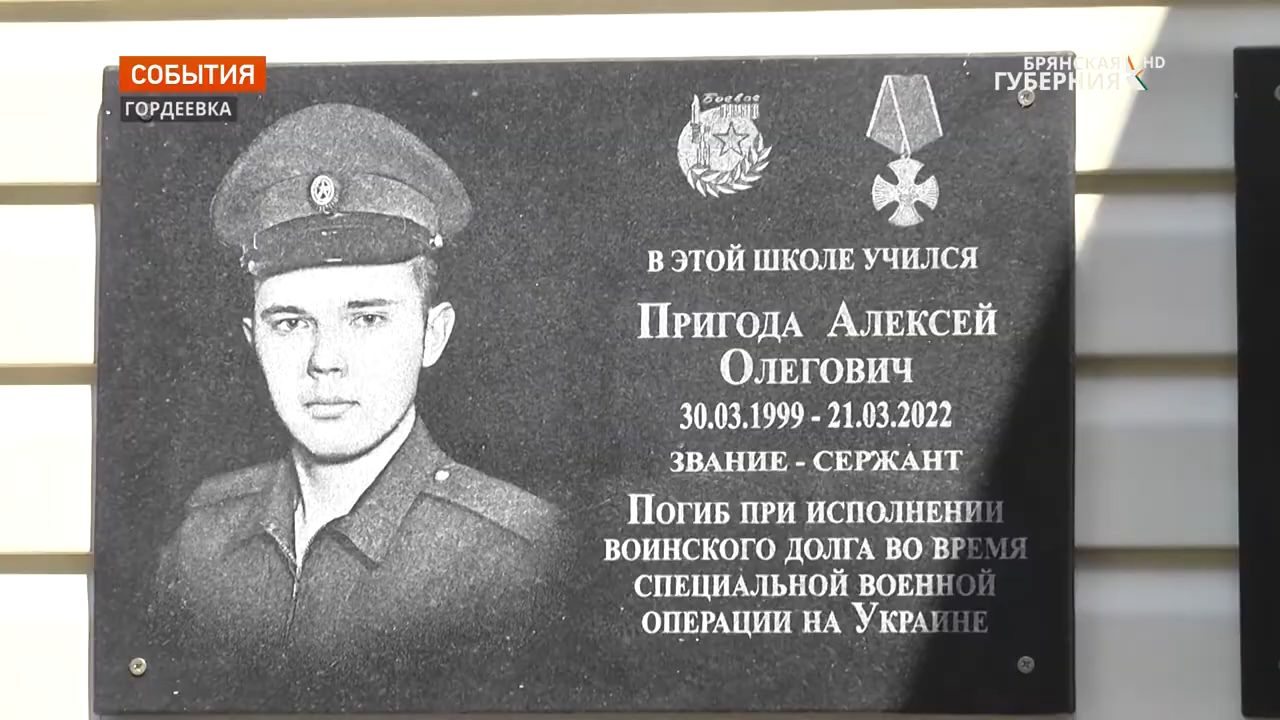 СОБЫТИЯ
ГОРДЕЕВКА
БРЯНСКАЯ HD
ГУБЕРНИЯ
Боевое
В ЭТОЙ ШКОЛЕ УЧИЛСЯ
ПРИГОДА АЛЕКСЕЙ
ОЛЕГОВИЧ
30.03.1999 - 21.03.2022
ЗВАНИЕ - СЕРЖАНТ
ПОГИБ ПРИ ИСПОЛНЕНИИ
ВОИНСКОГО ДОЛГА ВО ВРЕМЯ
СПЕЦИАЛЬНОЙ ВОЕННОЙ
ОПЕРАЦИИ НА УКРАИНЕ